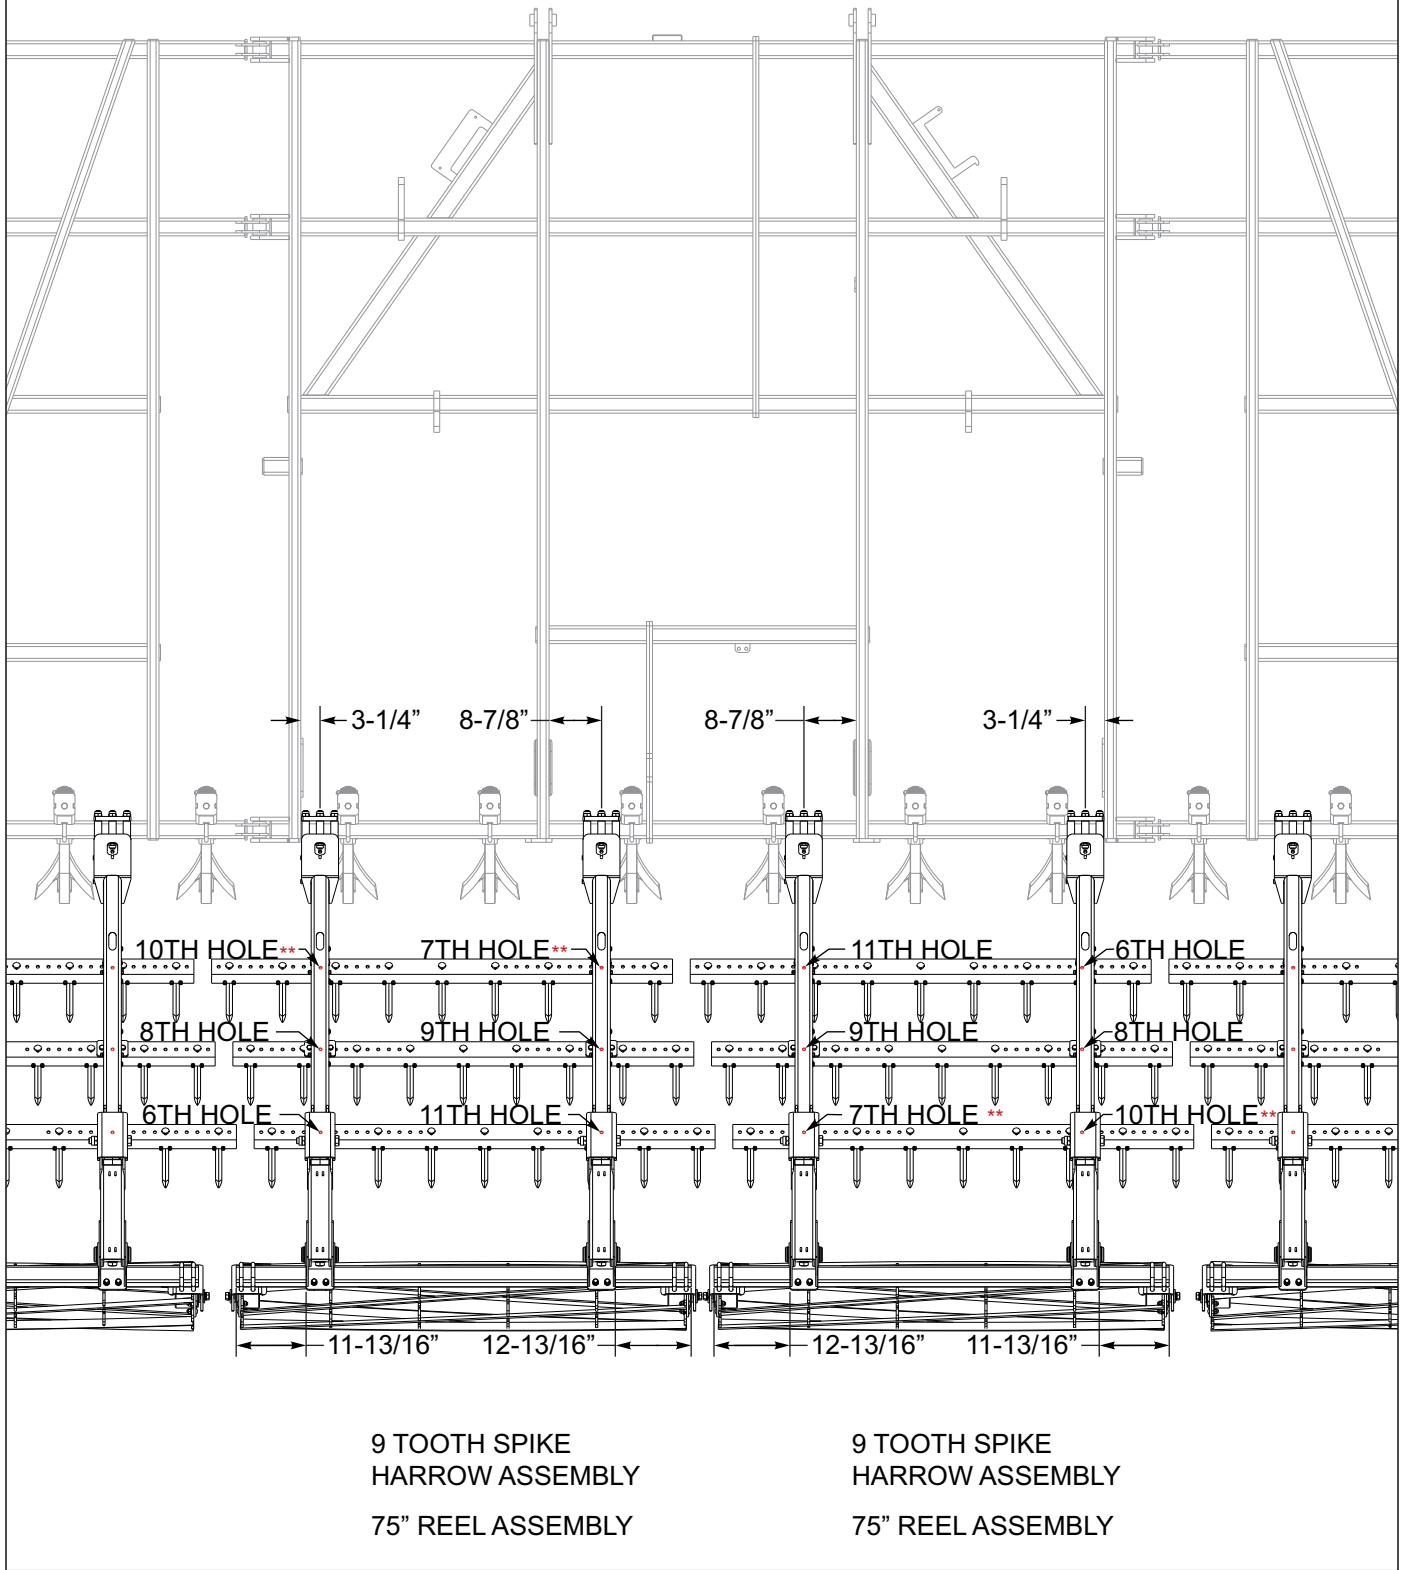 3-1/4” 8-7/8” 8-7/8” 3-1/4”
10TH HOLE** 7TH HOLE** 11TH HOLE 6TH HOLE
8TH HOLE 9TH HOLE 9TH HOLE 8TH HOLE
6TH HOLE 11TH HOLE 7TH HOLE ** 10TH HOLE**
11-13/16” 12-13/16” 12-13/16” 11-13/16”
9 TOOTH SPIKE
HARROW ASSEMBLY
75” REEL ASSEMBLY
9 TOOTH SPIKE
HARROW ASSEMBLY
75” REEL ASSEMBLY